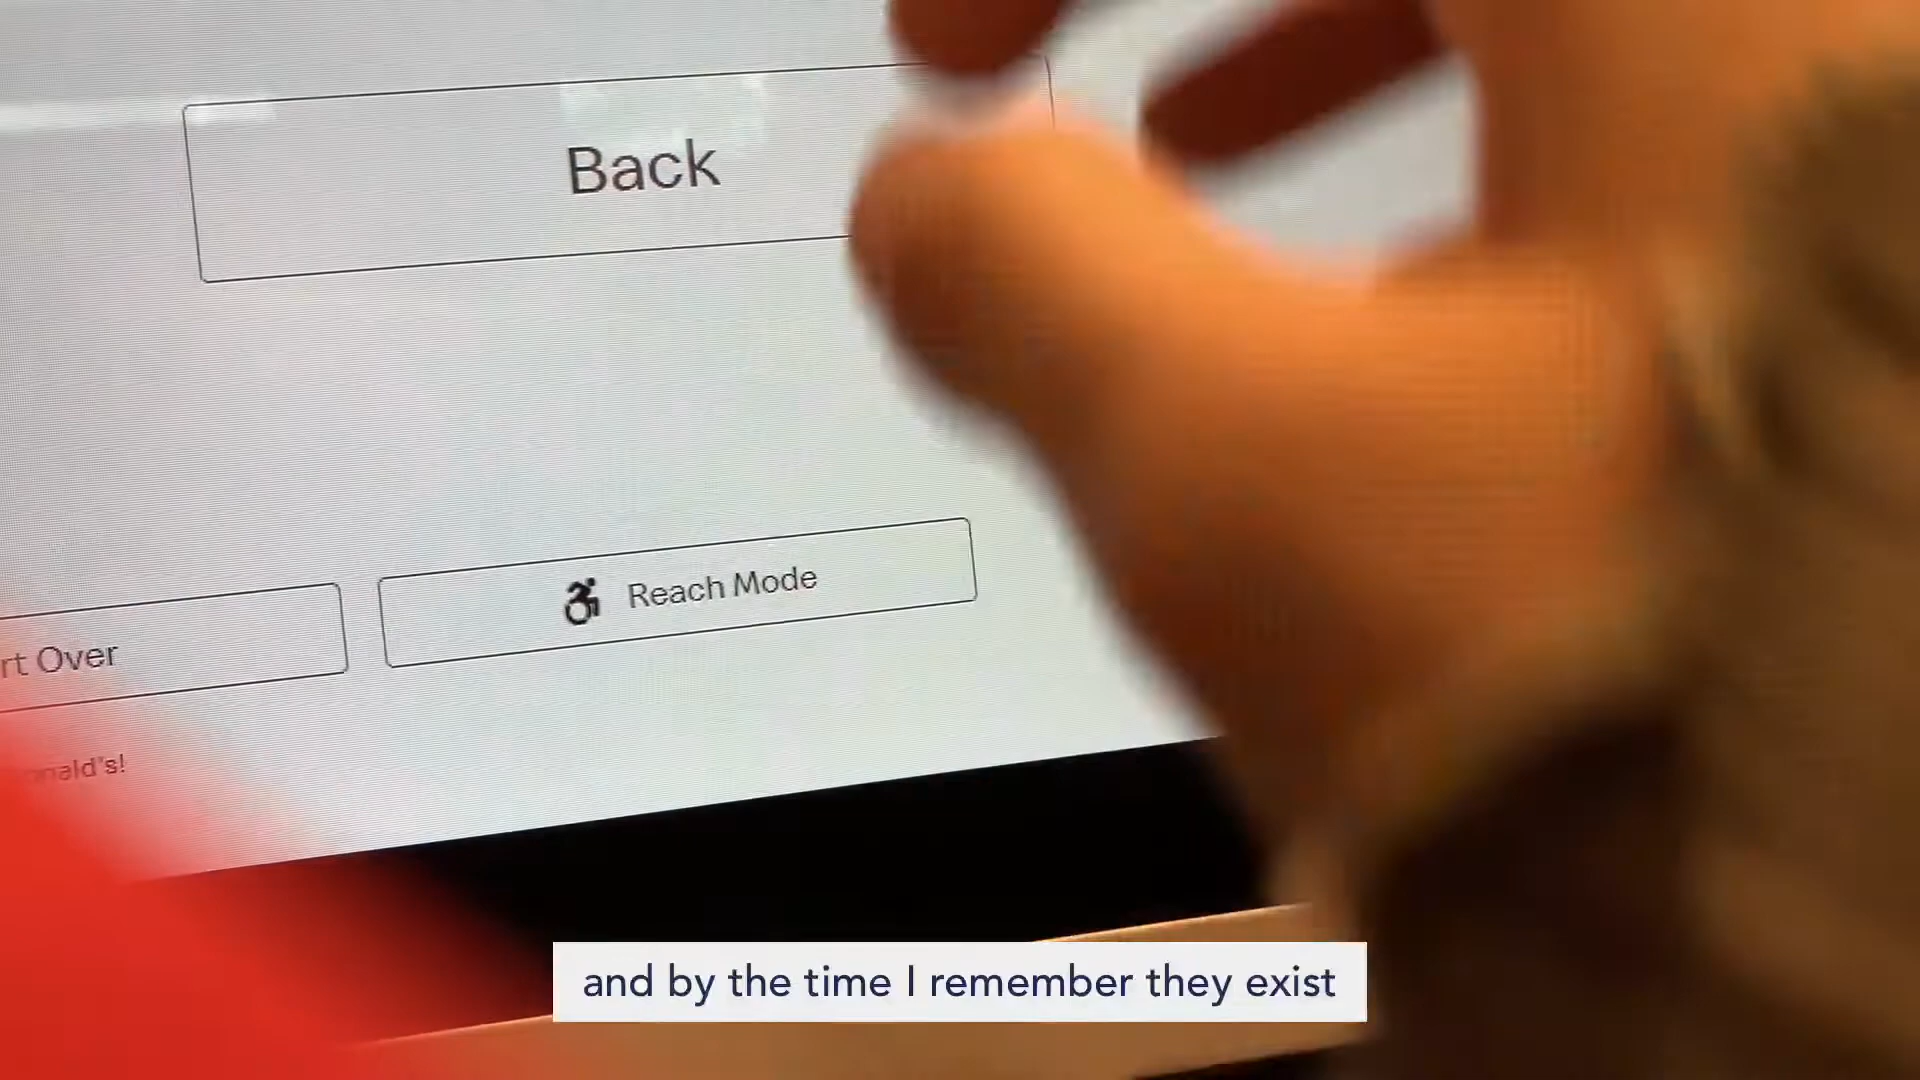 Back
Reach Mode
rt Over
onald's!
and by the time I remember they exist